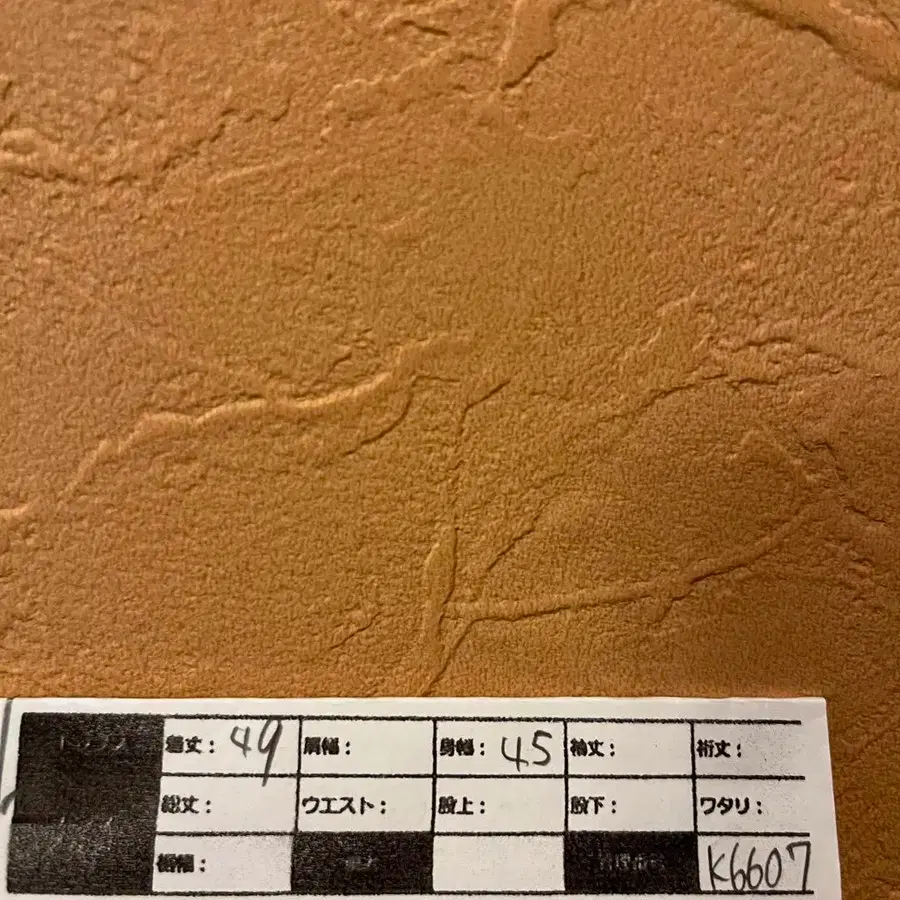 着丈: 49 肩幅: 身幅: 45 袖丈: 裄丈:
総丈: ウエスト: 股上: 股下: ワタリ:
裾幅: K6607